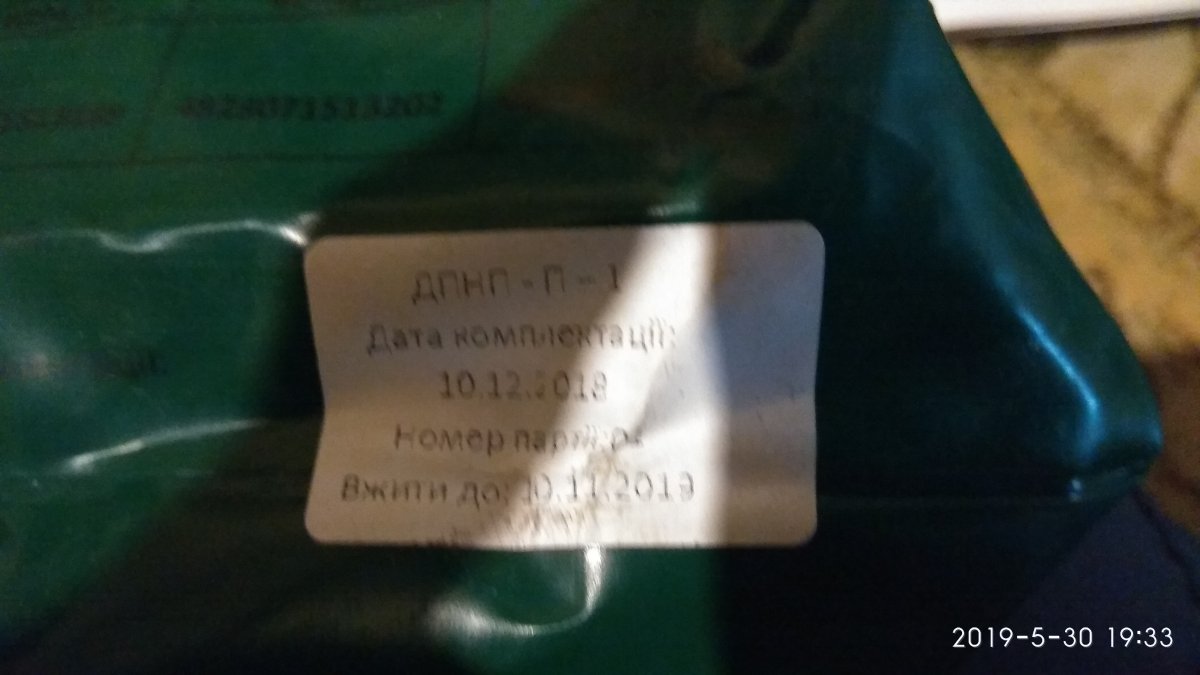 4823071513202
ДПНП - П - 1
Дата комплектації:
10.12.2018
Номер партії:
Вжити до: 10.11.2019
2019-5-30 19:33